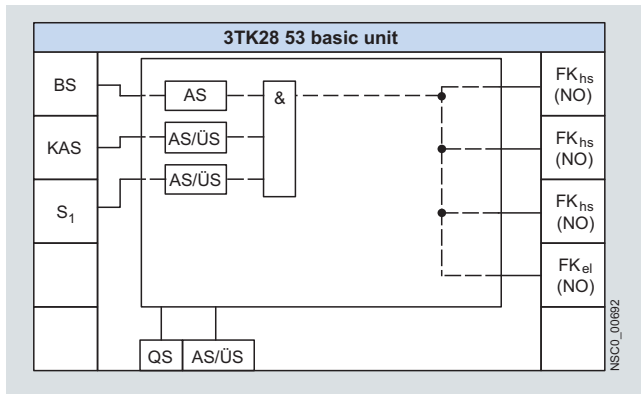 3TK28 53 basic unit
BS
AS
&
FKhs
(NO)
KAS
AS/ÜS
FKhs
(NO)
AS/ÜS
S1
FKhs
(NO)
FKel
(NO)
QS
AS/ÜS
NSC0_00692